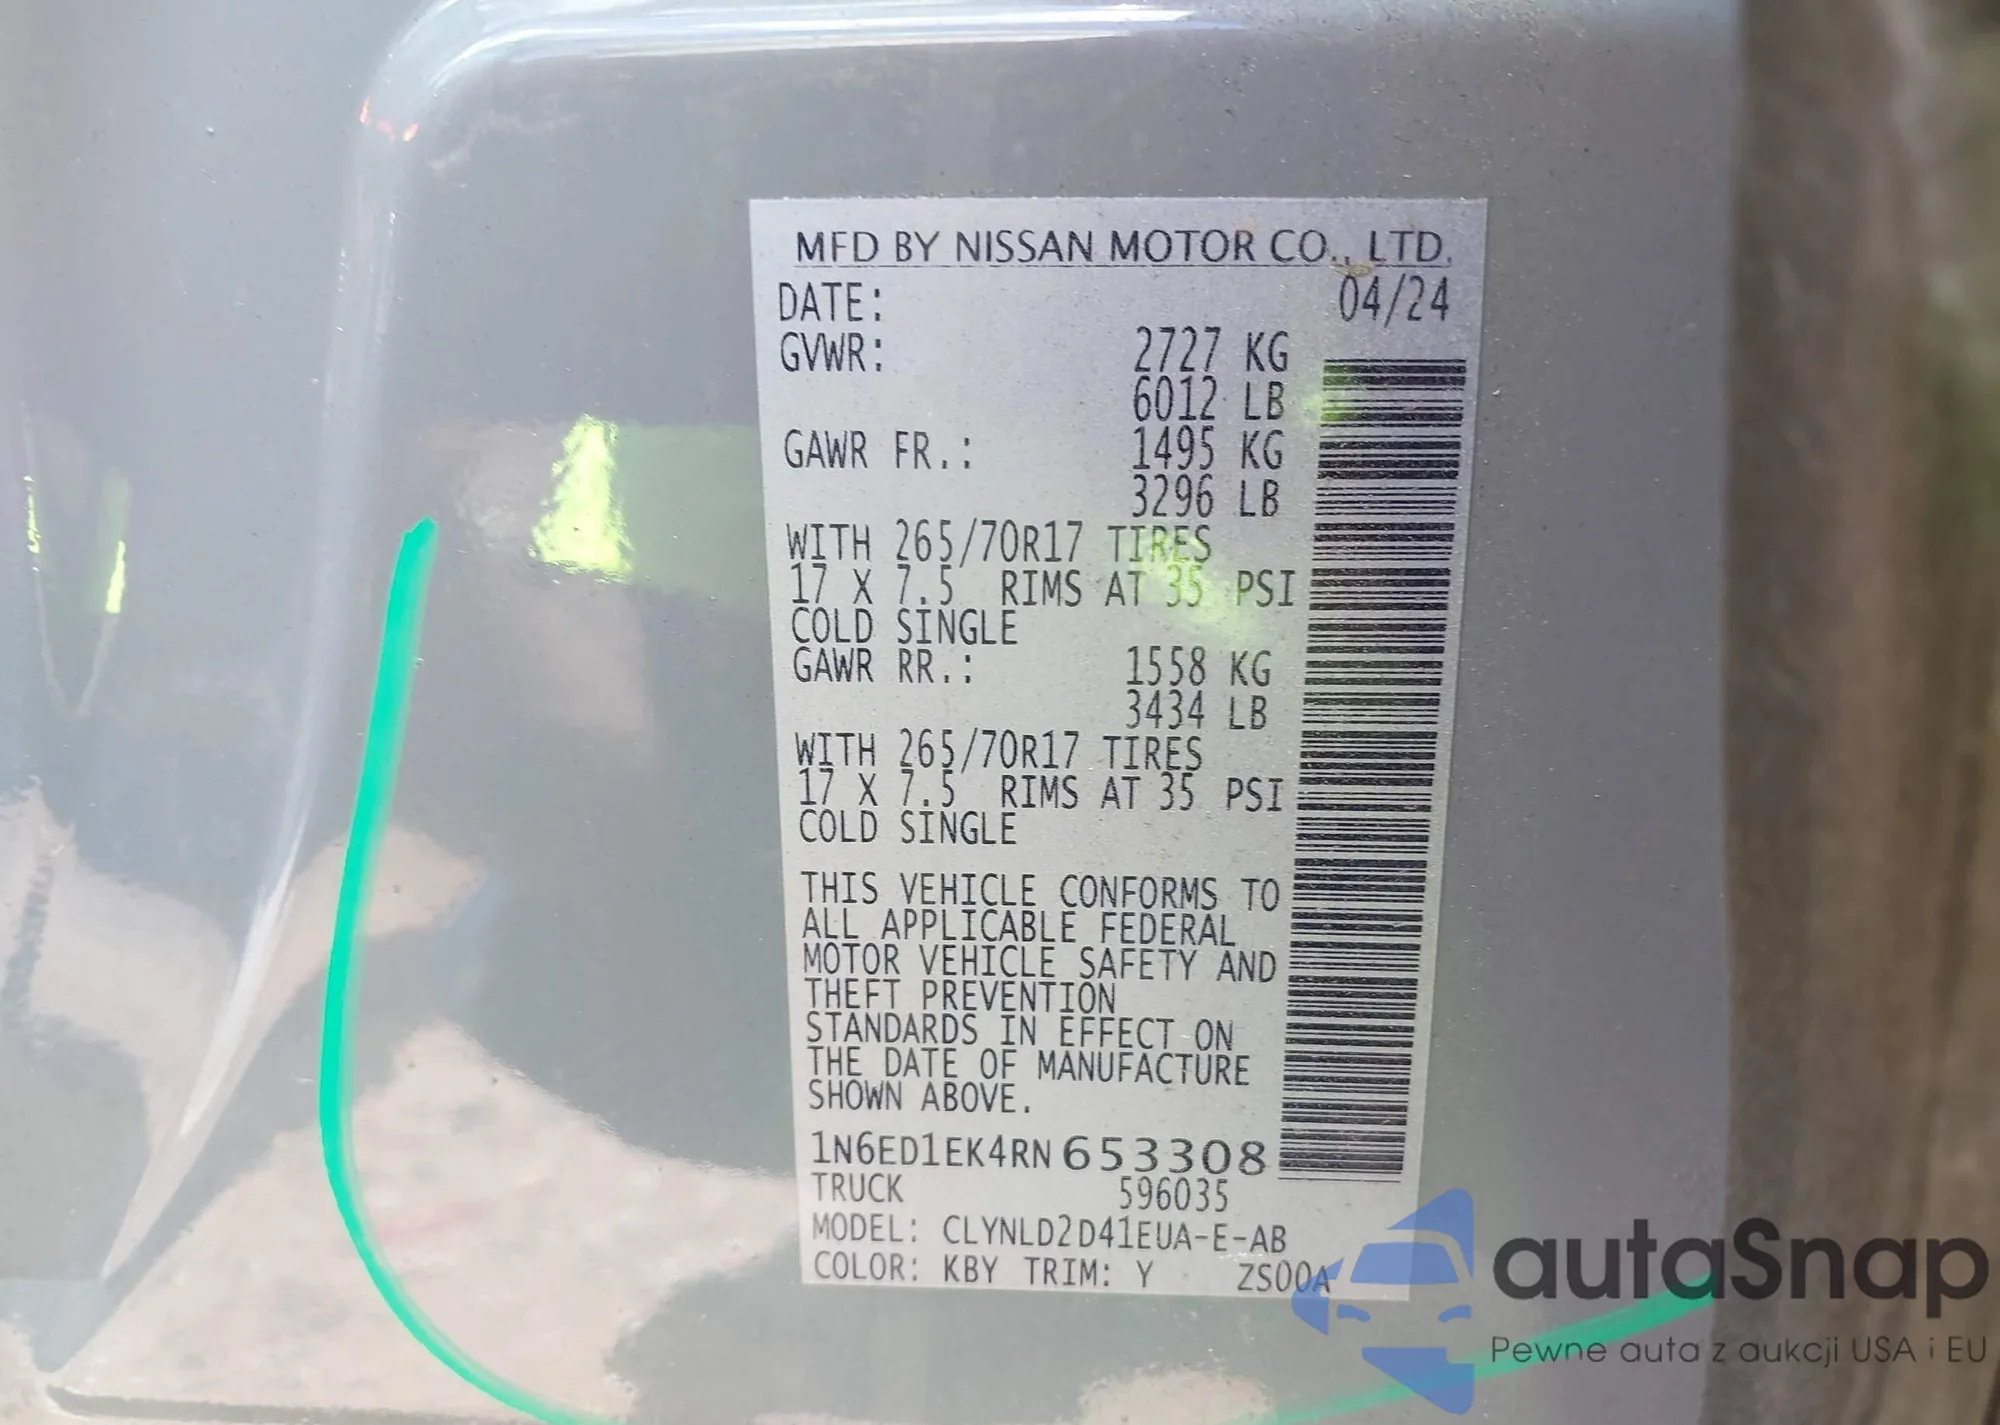 MFD BY NISSAN MOTOR CO., LTD.
DATE: 04/24
GVWR: 2727 KG
6012 LB
GAWR FR.: 1495 KG
3296 LB
WITH 265/70R17 TIRES
17 X 7.5 RIMS AT 35 PSI
COLD SINGLE
GAWR RR.: 1558 KG
3434 LB
WITH 265/70R17 TIRES
17 X 7.5 RIMS AT 35 PSI
COLD SINGLE
THIS VEHICLE CONFORMS TO
ALL APPLICABLE FEDERAL
MOTOR VEHICLE SAFETY AND
THEFT PREVENTION
STANDARDS IN EFFECT ON
THE DATE OF MANUFACTURE
SHOWN ABOVE.
1N6ED1EK4RN653308
TRUCK 596035
MODEL: CLYNLD2D41EUA-E-AB
COLOR: KBY TRIM: Y ZS00A
autaSnap
Pewne auta z aukcji USA i EU